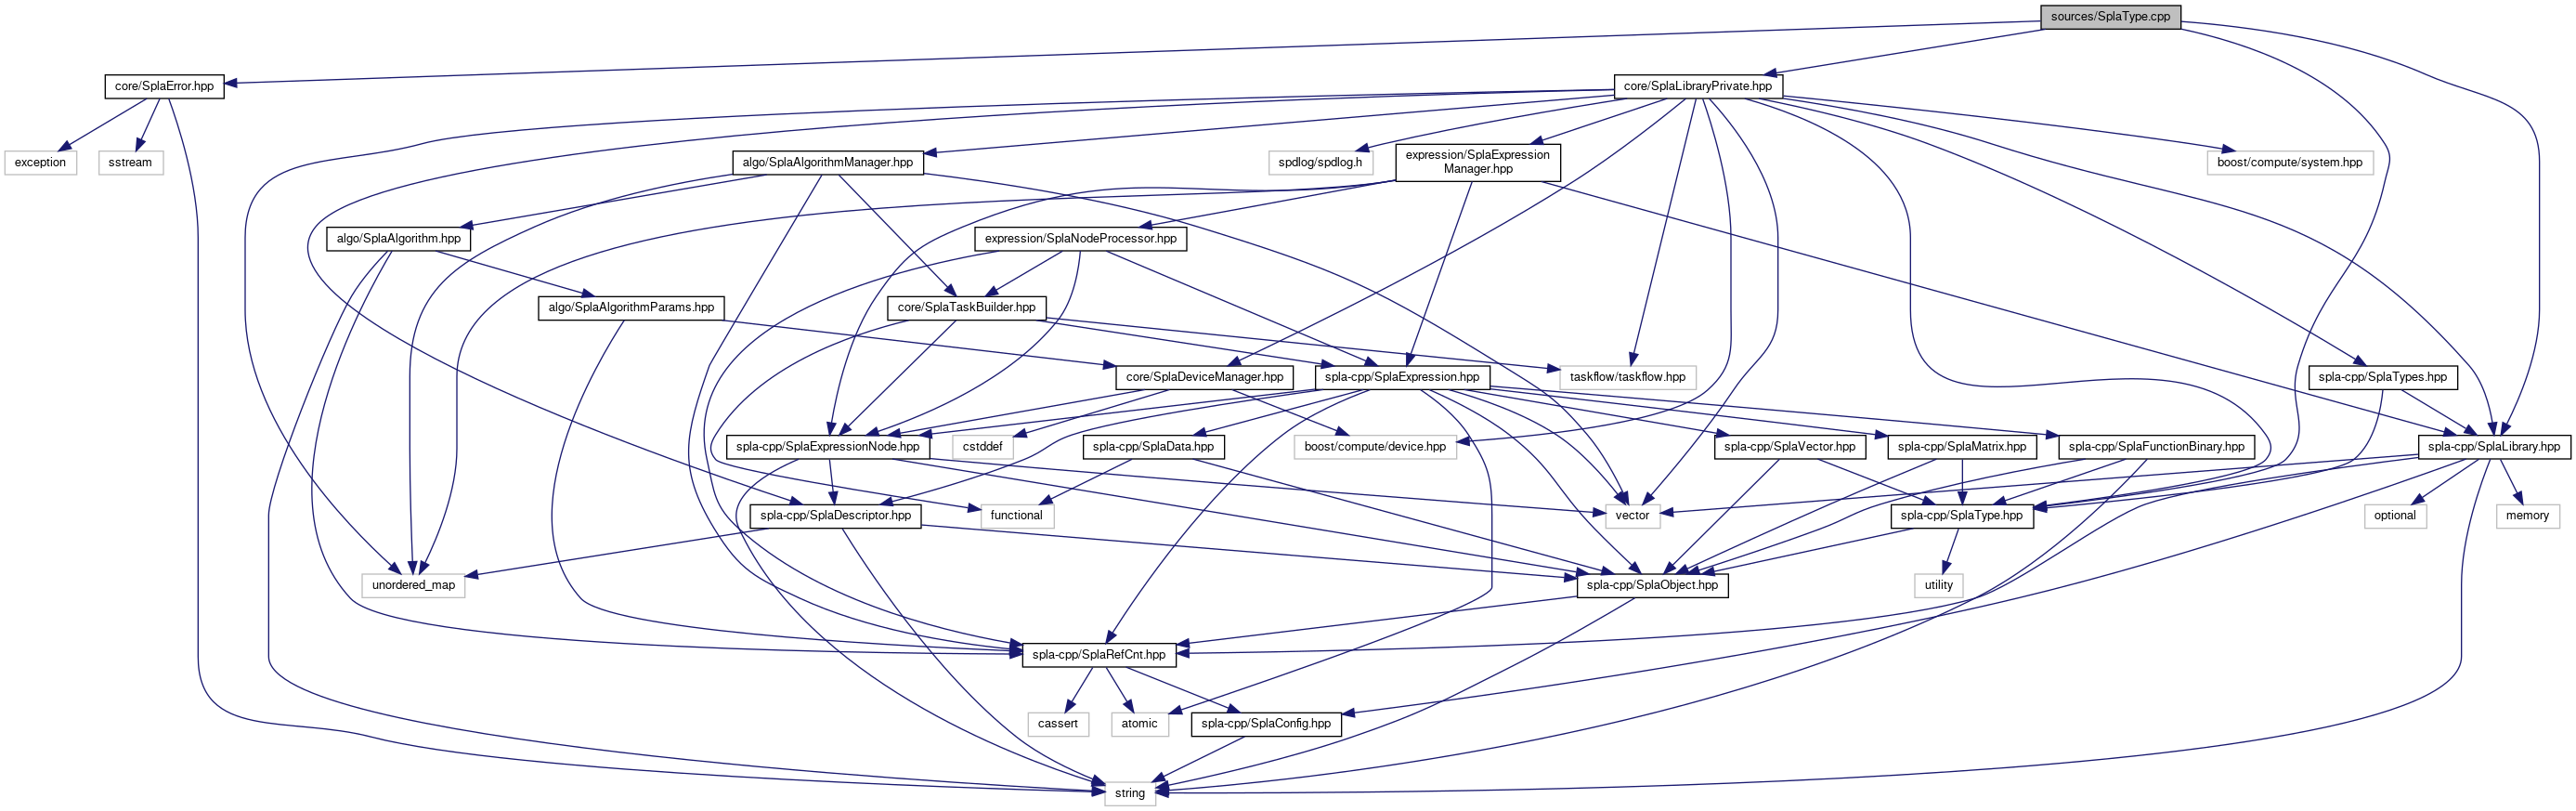 sources/SplaType.cpp
core/SplaError.hpp
core/SplaLibraryPrivate.hpp
exception
sstream
algo/SplaAlgorithmManager.hpp
spdlog/spdlog.h
expression/SplaExpression
Manager.hpp
boost/compute/system.hpp
algo/SplaAlgorithm.hpp
expression/SplaNodeProcessor.hpp
algo/SplaAlgorithmParams.hpp
core/SplaTaskBuilder.hpp
core/SplaDeviceManager.hpp
spla-cpp/SplaExpression.hpp
taskflow/taskflow.hpp
spla-cpp/SplaTypes.hpp
spla-cpp/SplaExpressionNode.hpp
cstddef
spla-cpp/SplaData.hpp
boost/compute/device.hpp
spla-cpp/SplaVector.hpp
spla-cpp/SplaMatrix.hpp
spla-cpp/SplaFunctionBinary.hpp
spla-cpp/SplaLibrary.hpp
spla-cpp/SplaDescriptor.hpp
functional
vector
spla-cpp/SplaType.hpp
optional
memory
unordered_map
spla-cpp/SplaObject.hpp
utility
spla-cpp/SplaRefCnt.hpp
cassert
atomic
spla-cpp/SplaConfig.hpp
string